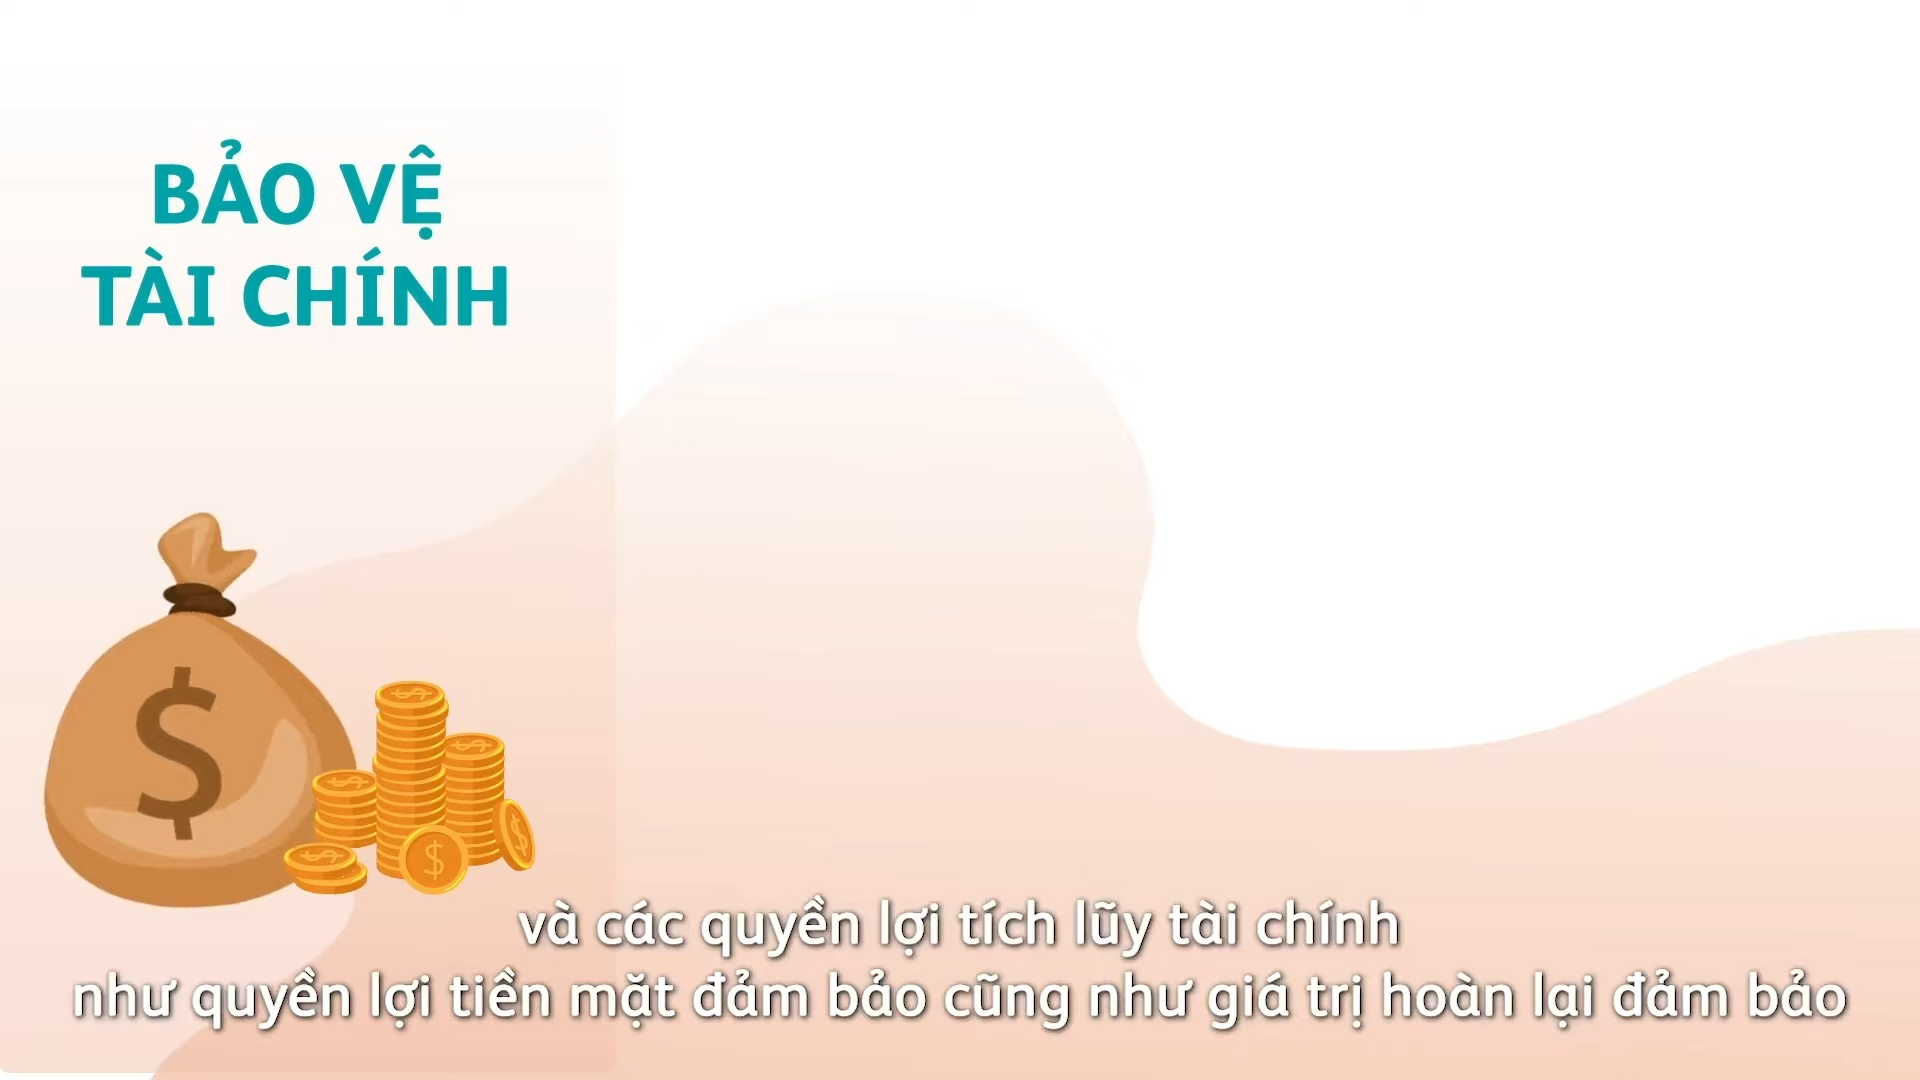 BẢO VỆ
TÀI CHÍNH
$
và các quyền lợi tích lũy tài chính
như quyền lợi tiền mặt đảm bảo cũng như giá trị hoàn lại đảm bảo